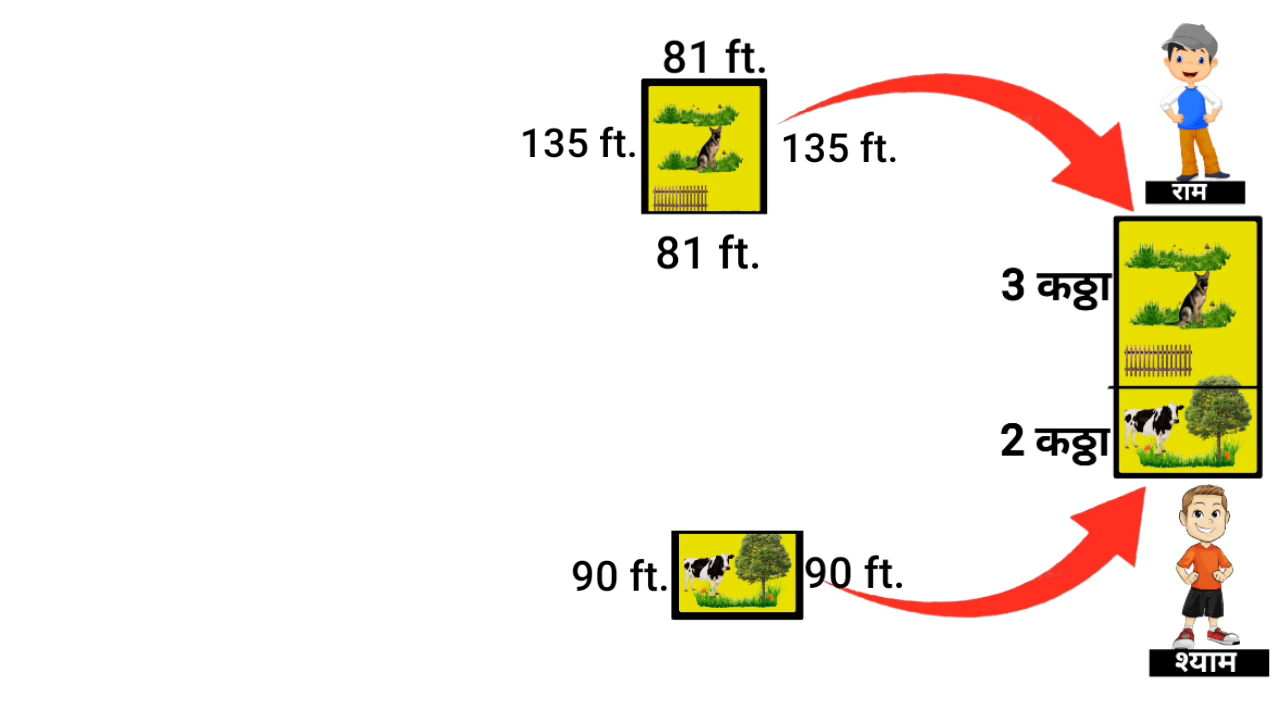 81 ft.
135 ft.
135 ft.
81 ft.
राम
3 कठ्ठा
2 कठ्ठा
90 ft.
90 ft.
श्याम